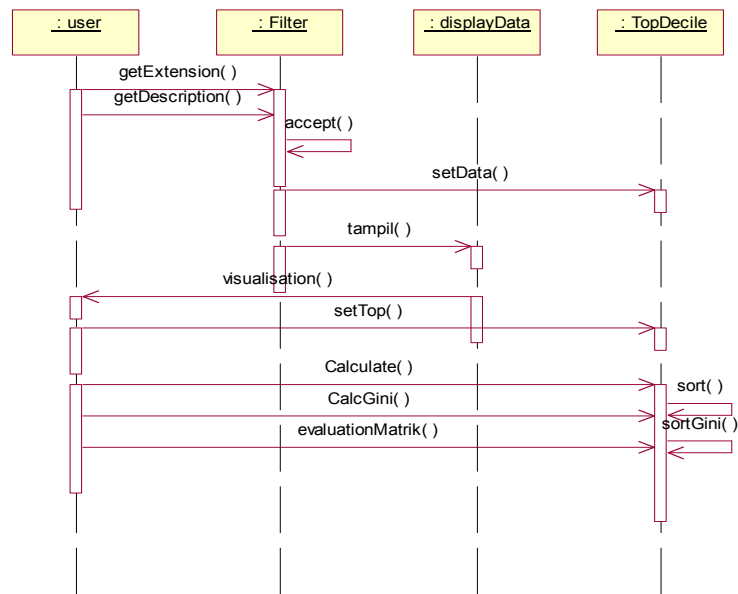 : user
: Filter
: displayData
: TopDecile
getExtension( )
getDescription( )
accept( )
setData( )
tampil( )
visualisation( )
setTop( )
Calculate( )
sort( )
CalcGini( )
sortGini( )
evaluationMatrik( )